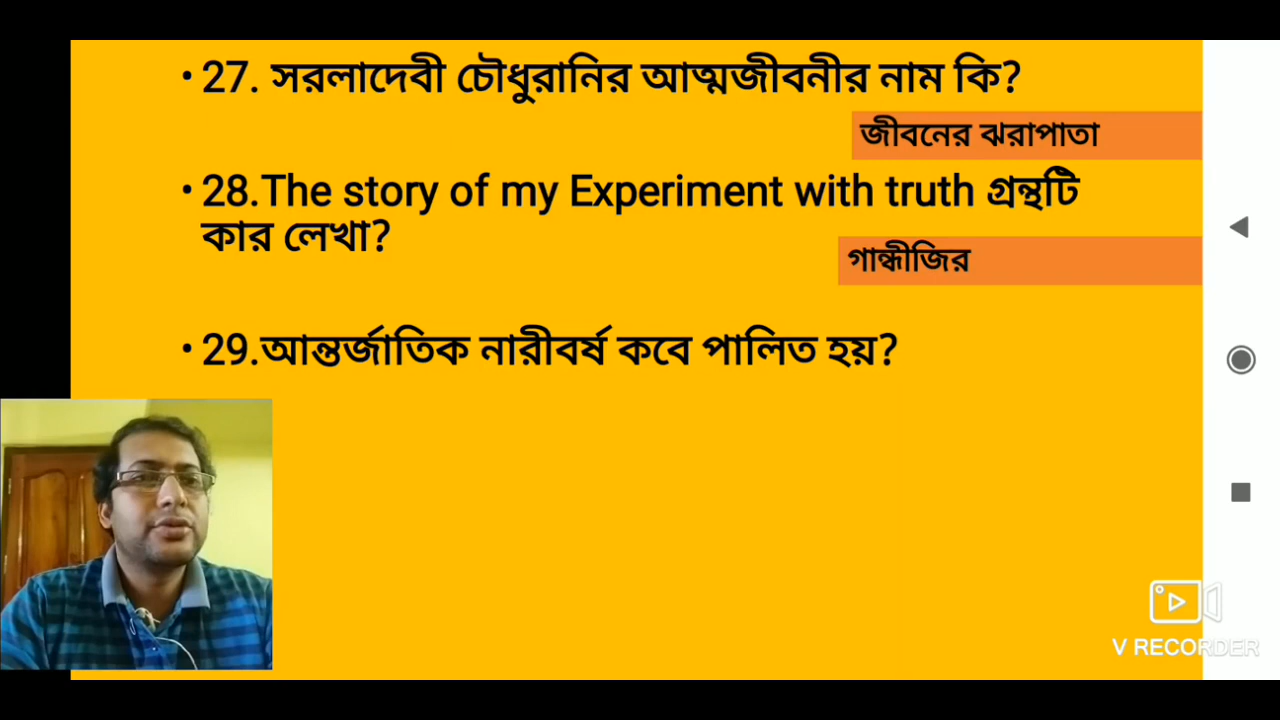 • 27. সরলাদেবী চৌধুরানির আত্মজীবনীর নাম কি?
জীবনের ঝরাপাতা
• 28.The story of my Experiment with truth গ্রন্থটি
কার লেখা?
গান্ধীজির
• 29.আন্তর্জাতিক নারীবর্ষ কবে পালিত হয়?
V RECORDER